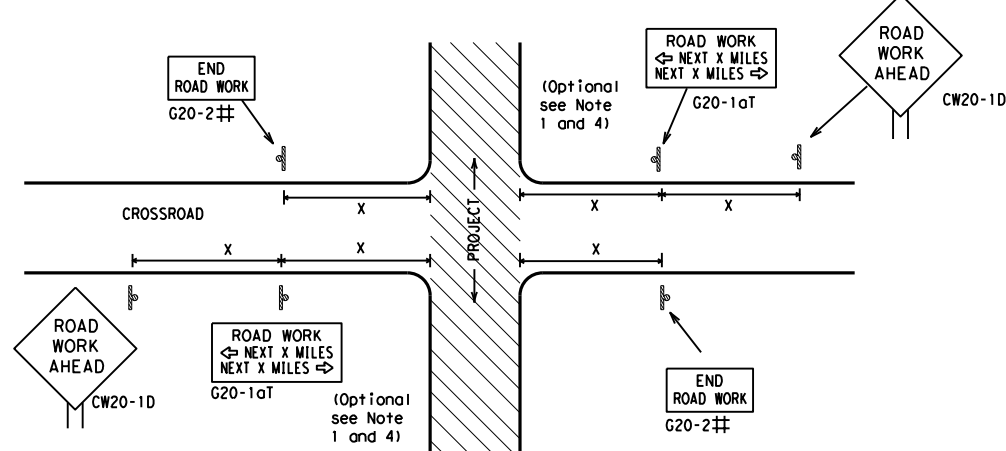 ROAD
WORK
AHEAD
CW20-1D
ROAD WORK
⇦ NEXT X MILES
NEXT X MILES ⇨
G20-1aT
(Optional
see Note
1 and 4)
END
ROAD WORK
G20-2#
X
X
X
CROSSROAD
PROJECT
X
X
X
ROAD
WORK
AHEAD
CW20-1D
ROAD WORK
⇦ NEXT X MILES
NEXT X MILES ⇨
G20-1aT
(Optional
see Note
1 and 4)
END
ROAD WORK
G20-2#